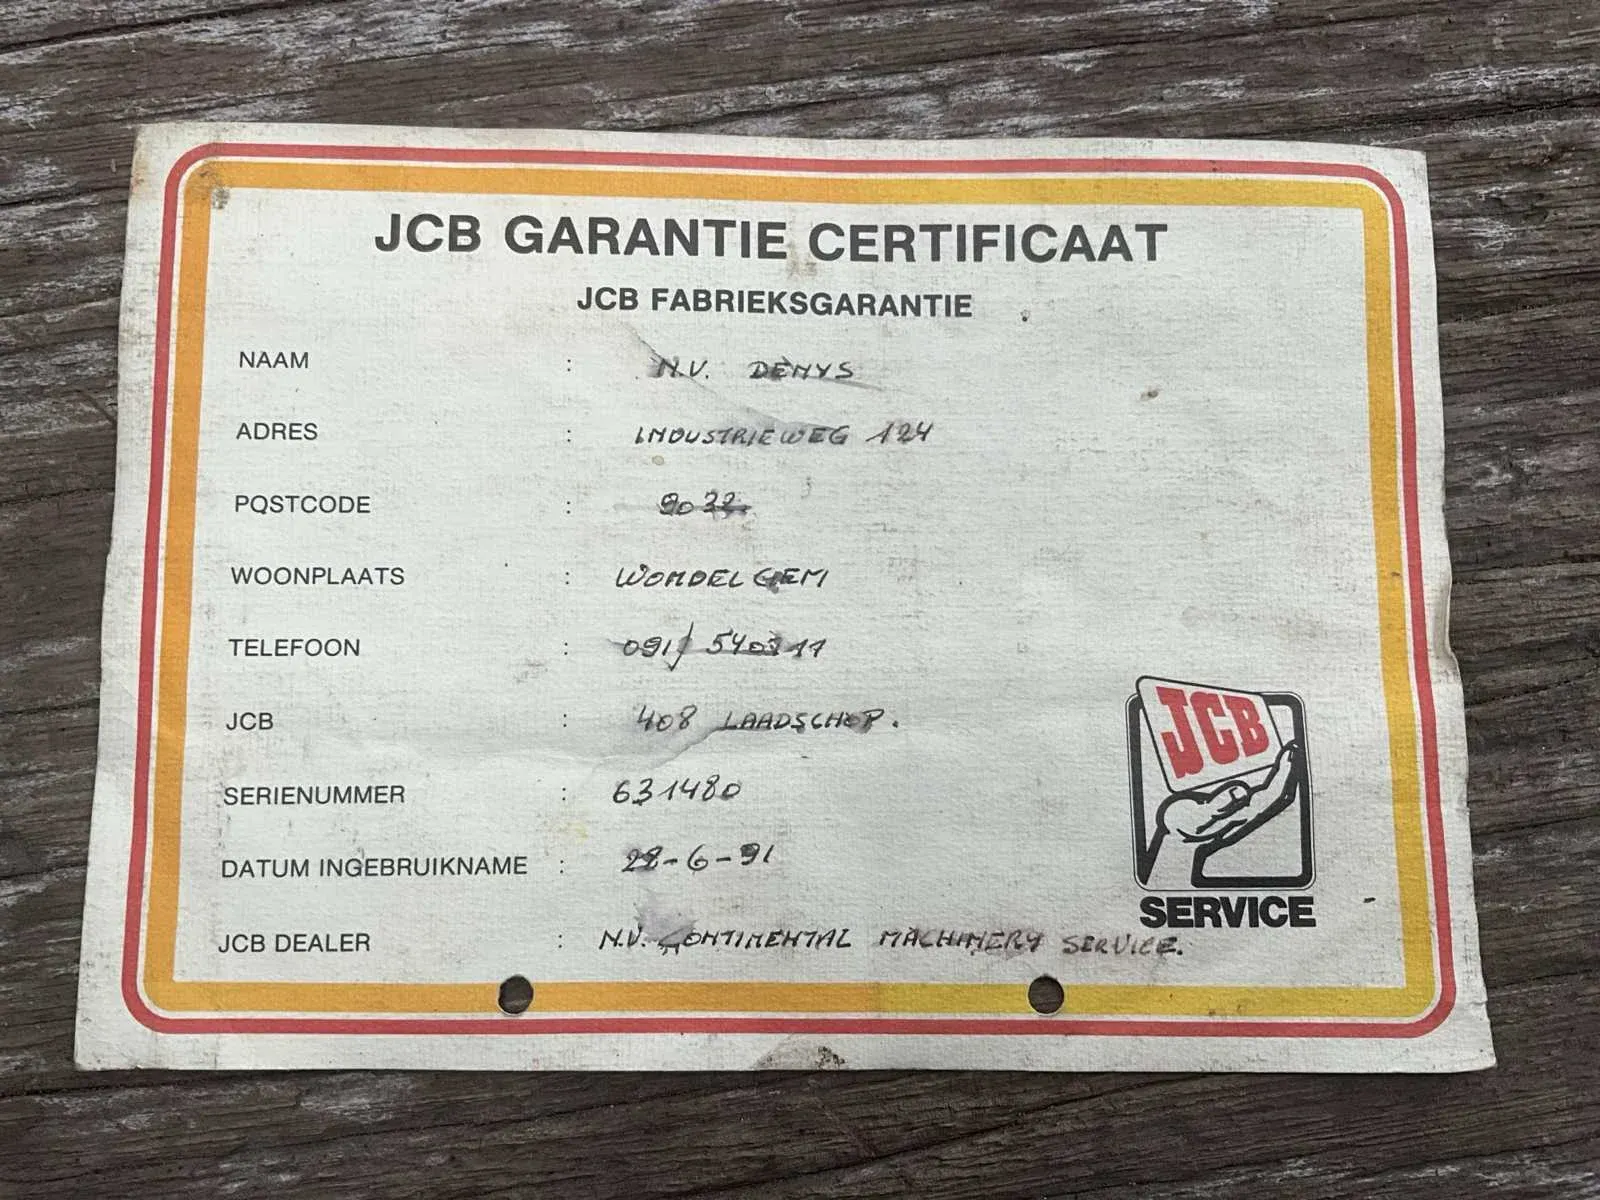 JCB GARANTIE CERTIFICAAT
JCB FABRIEKSGARANTIE
NAAM : N.V. DENYS
ADRES : INDUSTRIEWEG 124
POSTCODE : 9032
WOONPLAATS : WONDELGEM
TELEFOON : 091/ 540311
JCB : 408 LAADSCHOP.
SERIENUMMER : 631480
DATUM INGEBRUIKNAME : 28-6-91
JCB DEALER : N.V. CONTINENTAL MACHINERY SERVICE.
JCB
SERVICE